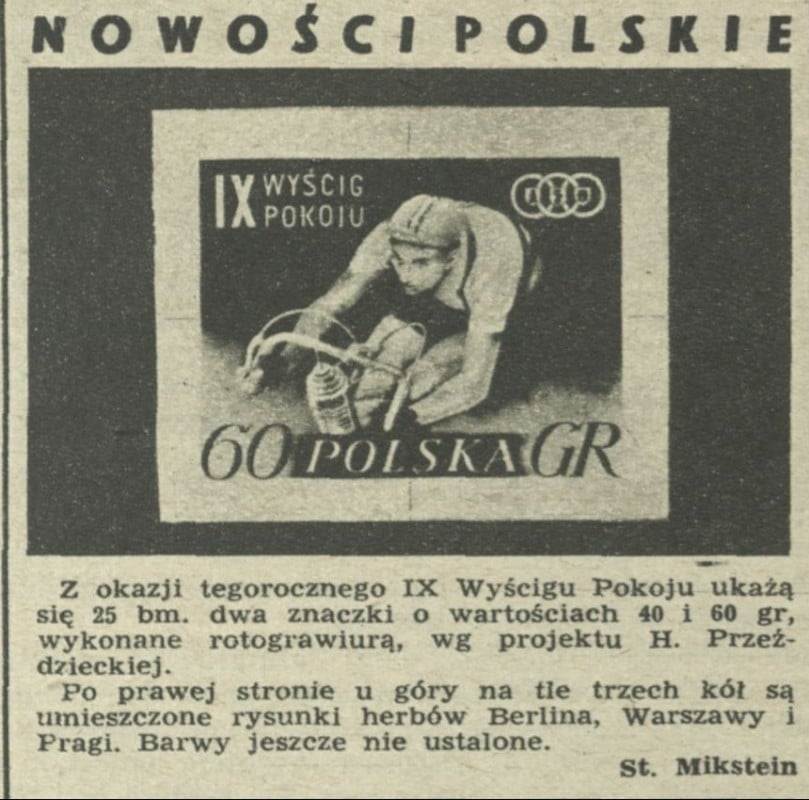 NOWOŚCI POLSKIE
IX WYŚCIG
POKOJU
60 POLSKA GR
Z okazji tegorocznego IX Wyścigu Pokoju ukażą
się 25 bm. dwa znaczki o wartościach 40 i 60 gr,
wykonane rotograwiurą, wg projektu H. Przeź-
dzieckiej.
Po prawej stronie u góry na tle trzech kół są
umieszczone rysunki herbów Berlina, Warszawy i
Pragi. Barwy jeszcze nie ustalone.
St. Mikstein